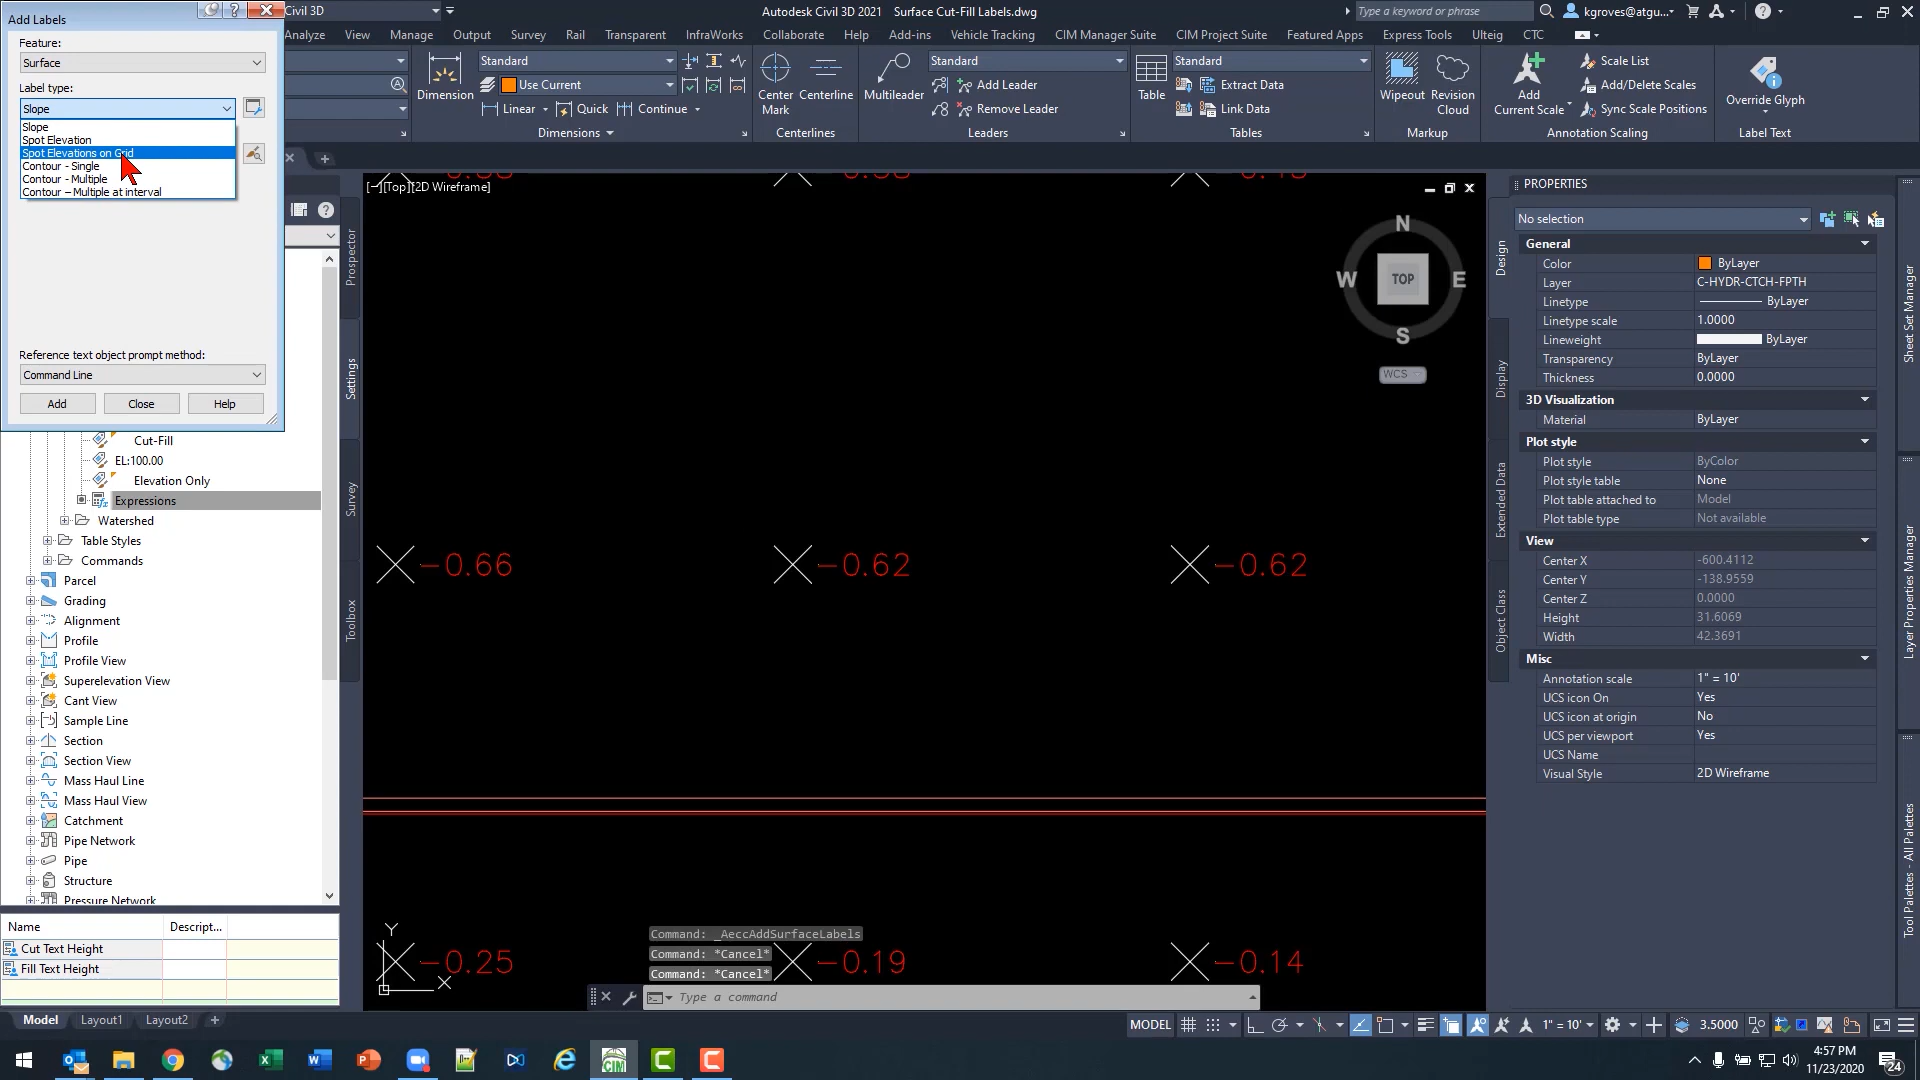 Add Labels
Feature:
Surface
Label type:
Slope
Slope
Spot Elevation
Spot Elevations on Grid
Contour - Single
Contour - Multiple
Contour – Multiple at interval
Reference text object prompt method:
Command Line
Add
Close
Help
Civil 3D
Autodesk Civil 3D 2021
Surface Cut-Fill Labels.dwg
Type a keyword or phrase
kgroves@atgu...
Analyze
View
Manage
Output
Survey
Rail
Transparent
InfraWorks
Collaborate
Help
Add-ins
Vehicle Tracking
CIM Manager Suite
CIM Project Suite
Featured Apps
Express Tools
Ulteig
CTC
Dimension
Standard
Use Current
Linear
Quick
Continue
Dimensions
Center Mark
Centerline
Centerlines
Multileader
Standard
Add Leader
Remove Leader
Leaders
Table
Standard
Extract Data
Link Data
Tables
Wipeout
Revision Cloud
Markup
Add Current Scale
Scale List
Add/Delete Scales
Sync Scale Positions
Annotation Scaling
Override Glyph
Label Text
[−][Top][2D Wireframe]
N
W
TOP
E
S
WCS
Prospector
Settings
Survey
Toolbox
Cut-Fill
EL:100.00
Elevation Only
Expressions
Watershed
Table Styles
Commands
Parcel
Grading
Alignment
Profile
Profile View
Superelevation View
Cant View
Sample Line
Section
Section View
Mass Haul Line
Mass Haul View
Catchment
Pipe Network
Pipe
Structure
Pressure Network
Name
Descript...
Cut Text Height
Fill Text Height
-0.66
-0.62
-0.62
-0.25
-0.19
-0.14
Y
X
Command: _AeccAddSurfaceLabels
Command: *Cancel*
Command: *Cancel*
Type a command
PROPERTIES
No selection
General
Color ByLayer
Layer C-HYDR-CTCH-FPTH
Linetype ByLayer
Linetype scale 1.0000
Lineweight ByLayer
Transparency ByLayer
Thickness 0.0000
3D Visualization
Material ByLayer
Plot style
Plot style ByColor
Plot style table None
Plot table attached to Model
Plot table type Not available
View
Center X -600.4112
Center Y -138.9559
Center Z 0.0000
Height 31.6069
Width 42.3691
Misc
Annotation scale 1" = 10'
UCS icon On Yes
UCS icon at origin No
UCS per viewport Yes
UCS Name
Visual Style 2D Wireframe
Design
Display
Extended Data
Object Class
Sheet Set Manager
Layer Properties Manager
Tool Palettes - All Palettes
Model
Layout1
Layout2
MODEL
1" = 10'
3.5000
CIM
4:57 PM
11/23/2020
24